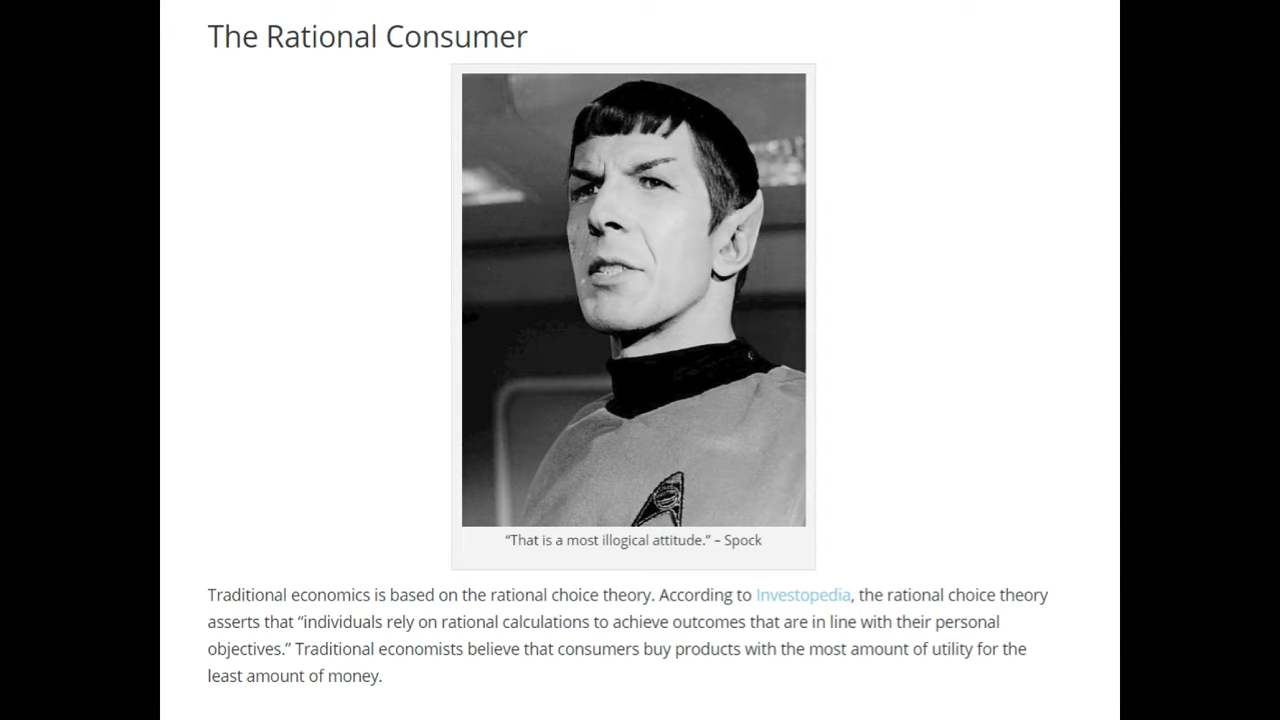 The Rational Consumer
“That is a most illogical attitude.” – Spock
Traditional economics is based on the rational choice theory. According to Investopedia, the rational choice theory
asserts that “individuals rely on rational calculations to achieve outcomes that are in line with their personal
objectives.” Traditional economists believe that consumers buy products with the most amount of utility for the
least amount of money.